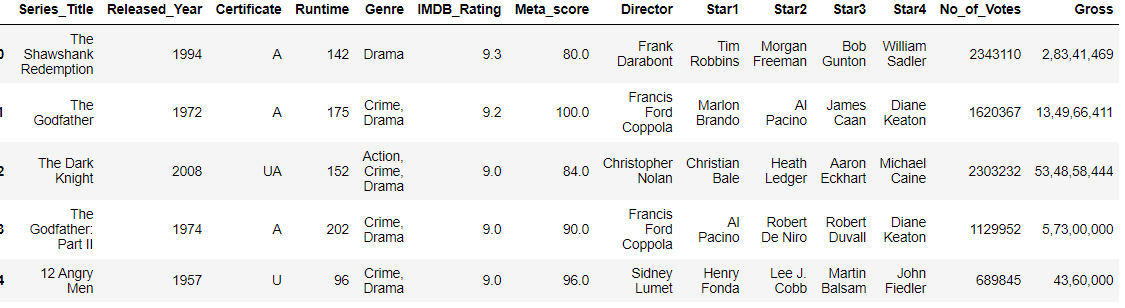 Series_Title Released_Year Certificate Runtime Genre IMDB_Rating Meta_score Director Star1 Star2 Star3 Star4 No_of_Votes Gross
0 The Shawshank Redemption 1994 A 142 Drama 9.3 80.0 Frank Darabont Tim Robbins Morgan Freeman Bob Gunton William Sadler 2343110 2,83,41,469
1 The Godfather 1972 A 175 Crime, Drama 9.2 100.0 Francis Ford Coppola Marlon Brando Al Pacino James Caan Diane Keaton 1620367 13,49,66,411
2 The Dark Knight 2008 UA 152 Action, Crime, Drama 9.0 84.0 Christopher Nolan Christian Bale Heath Ledger Aaron Eckhart Michael Caine 2303232 53,48,58,444
3 The Godfather: Part II 1974 A 202 Crime, Drama 9.0 90.0 Francis Ford Coppola Al Pacino Robert De Niro Robert Duvall Diane Keaton 1129952 5,73,00,000
4 12 Angry Men 1957 U 96 Crime, Drama 9.0 96.0 Sidney Lumet Henry Fonda Lee J. Cobb Martin Balsam John Fiedler 689845 43,60,000